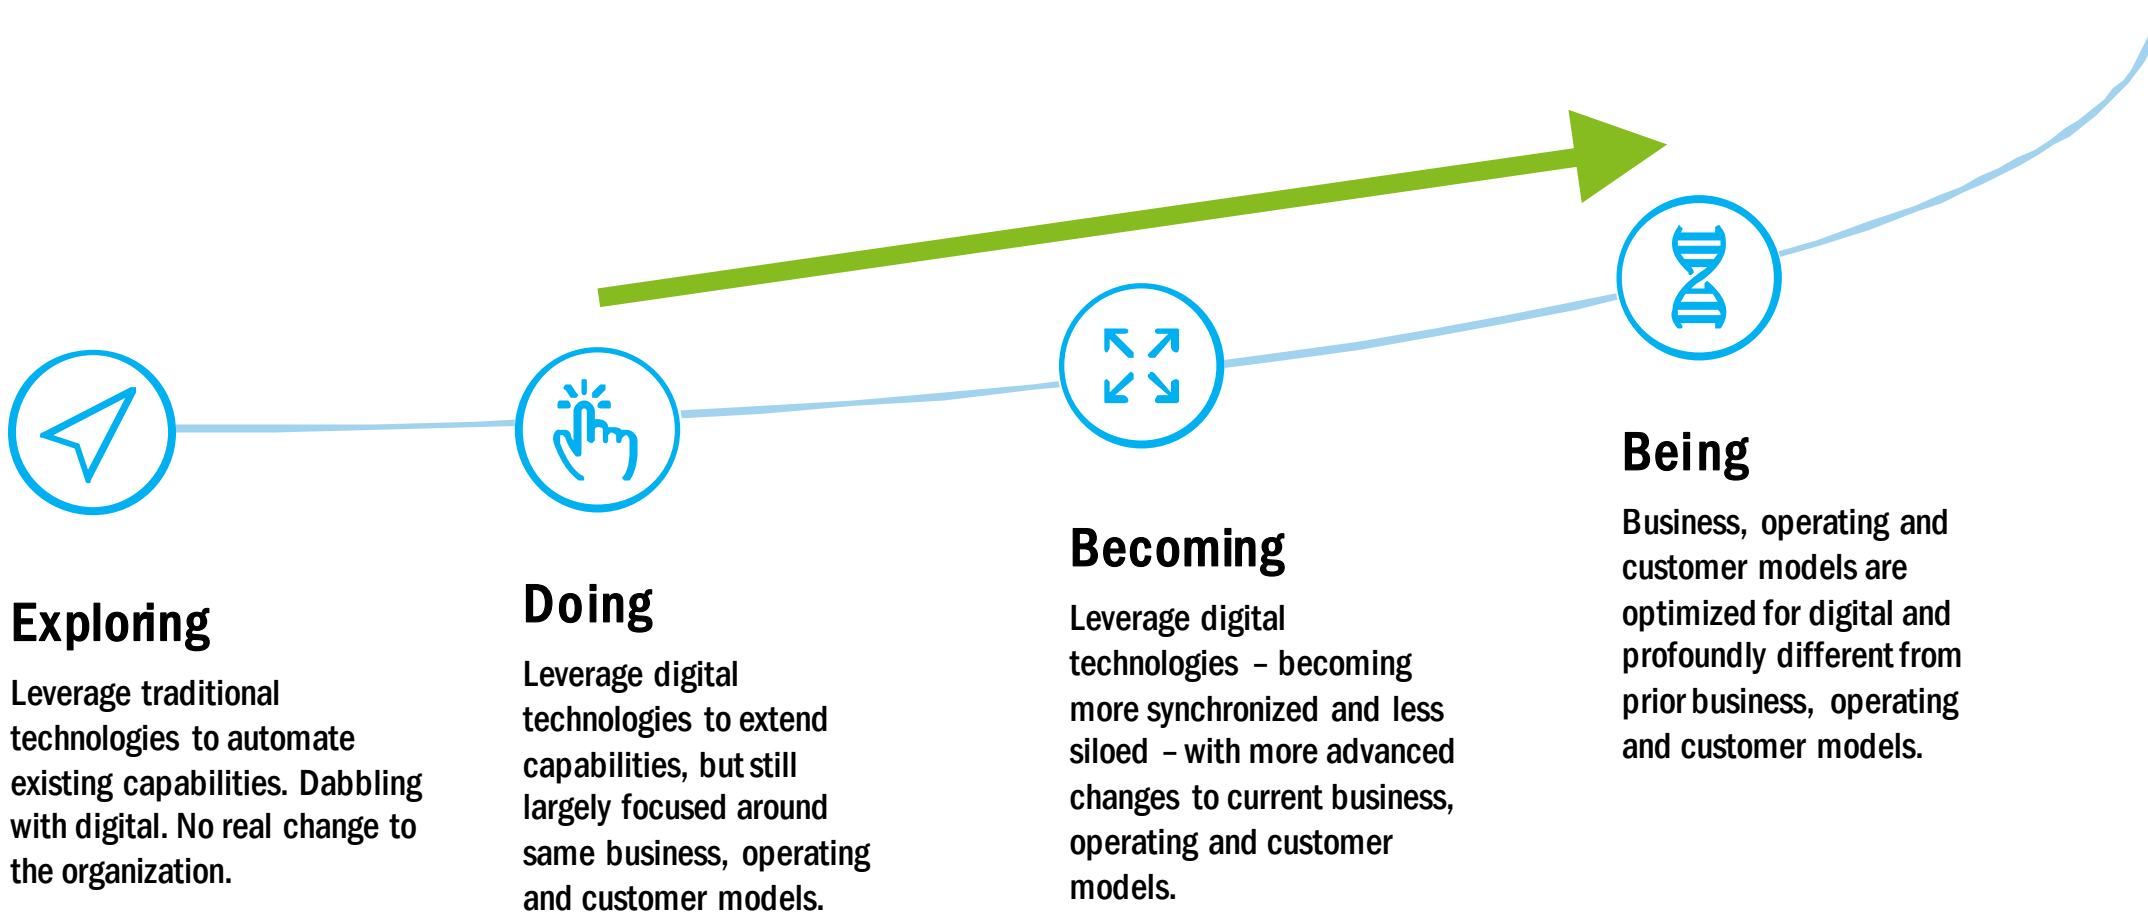 Exploring
Leverage traditional
technologies to automate
existing capabilities. Dabbling
with digital. No real change to
the organization.
Doing
Leverage digital
technologies to extend
capabilities, but still
largely focused around
same business, operating
and customer models.
Becoming
Leverage digital
technologies – becoming
more synchronized and less
siloed – with more advanced
changes to current business,
operating and customer
models.
Being
Business, operating and
customer models are
optimized for digital and
profoundly different from
prior business, operating
and customer models.